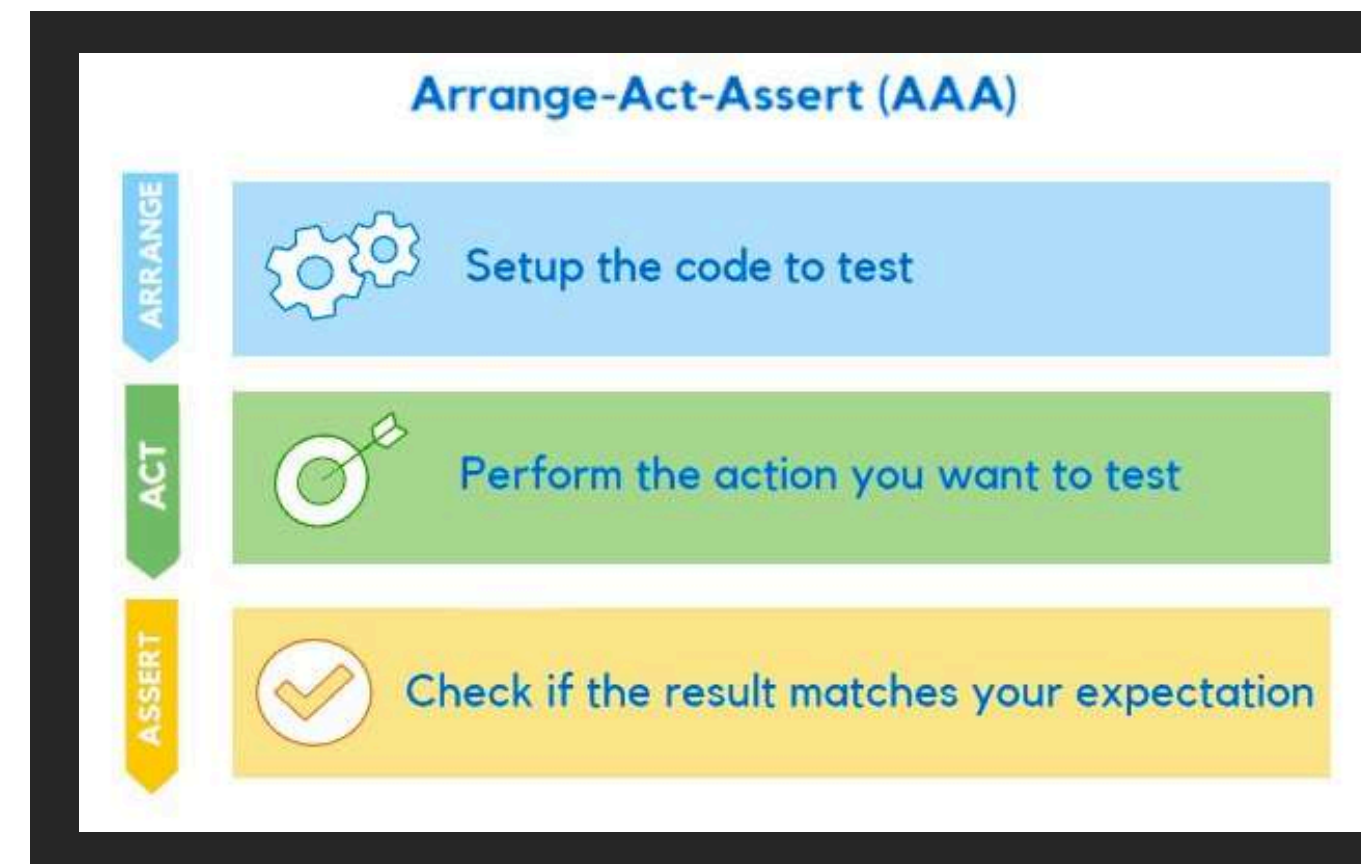 Arrange-Act-Assert (AAA)
ARRANGE
Setup the code to test
ACT
Perform the action you want to test
ASSERT
Check if the result matches your expectation